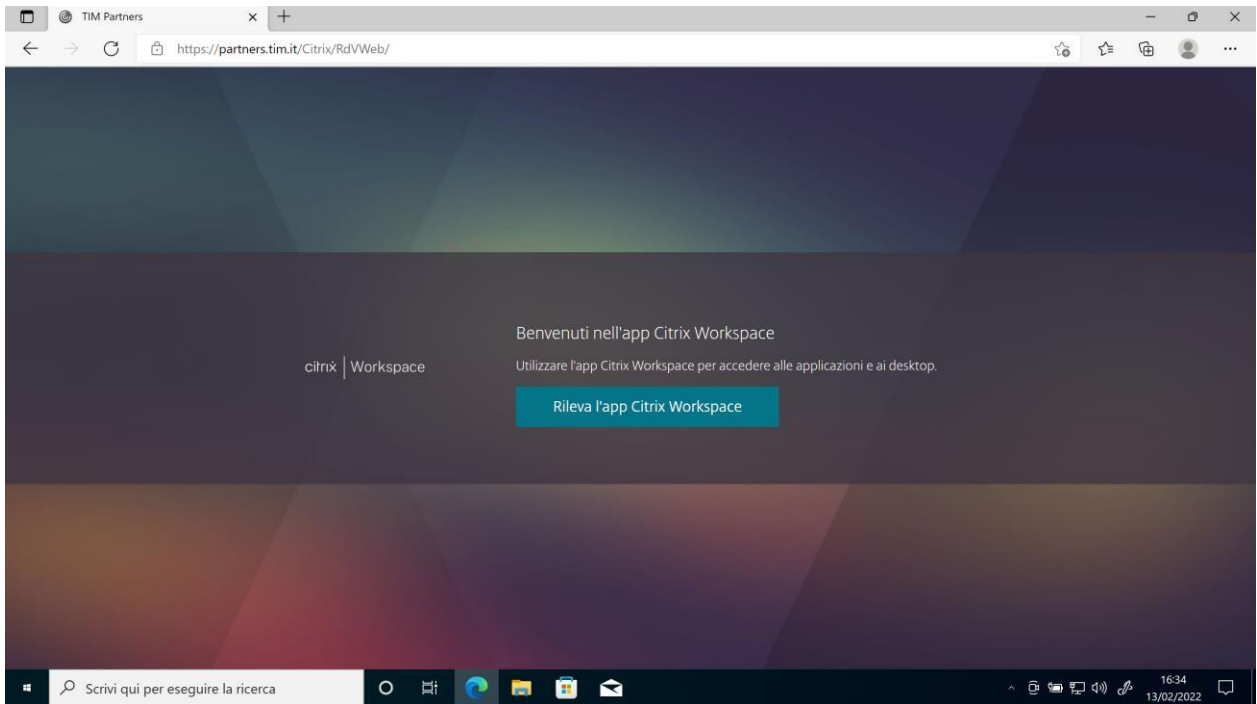 TIM Partners
https://partners.tim.it/Citrix/RdVWeb/
Benvenuti nell'app Citrix Workspace
citrix | Workspace
Utilizzare l'app Citrix Workspace per accedere alle applicazioni e ai desktop.
Rileva l'app Citrix Workspace
Scrivi qui per eseguire la ricerca
16:34
13/02/2022